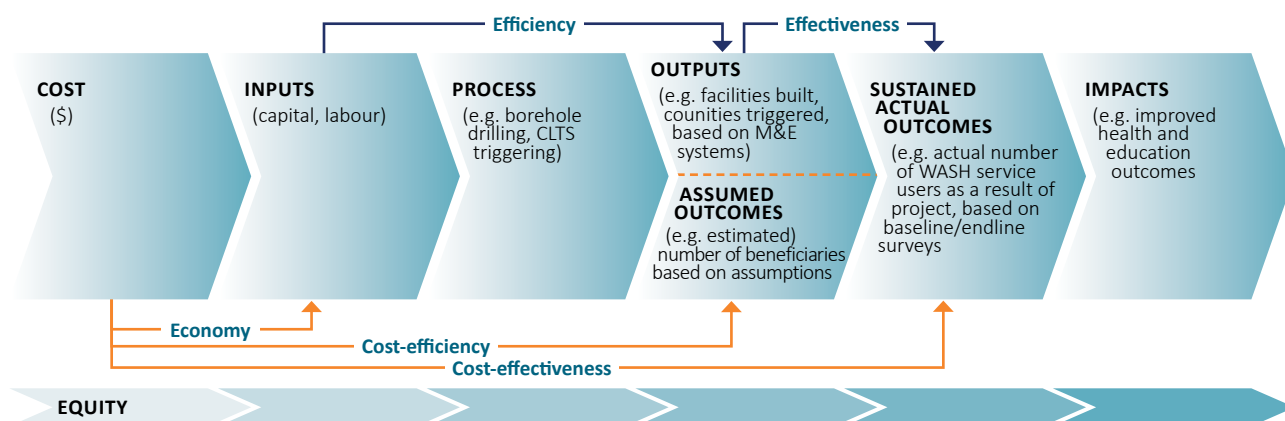 Efficiency
Effectiveness
COST
($)
INPUTS
(capital, labour)
PROCESS
(e.g. borehole
drilling, CLTS
triggering)
OUTPUTS
(e.g. facilities built,
counities triggered,
based on M&E
systems)
ASSUMED
OUTCOMES
(e.g. estimated)
number of beneficiaries
based on assumptions
SUSTAINED
ACTUAL
OUTCOMES
(e.g. actual number
of WASH service
users as a result of
project, based on
baseline/endline
surveys)
IMPACTS
(e.g. improved
health and
education
outcomes
Economy
Cost-efficiency
Cost-effectiveness
EQUITY